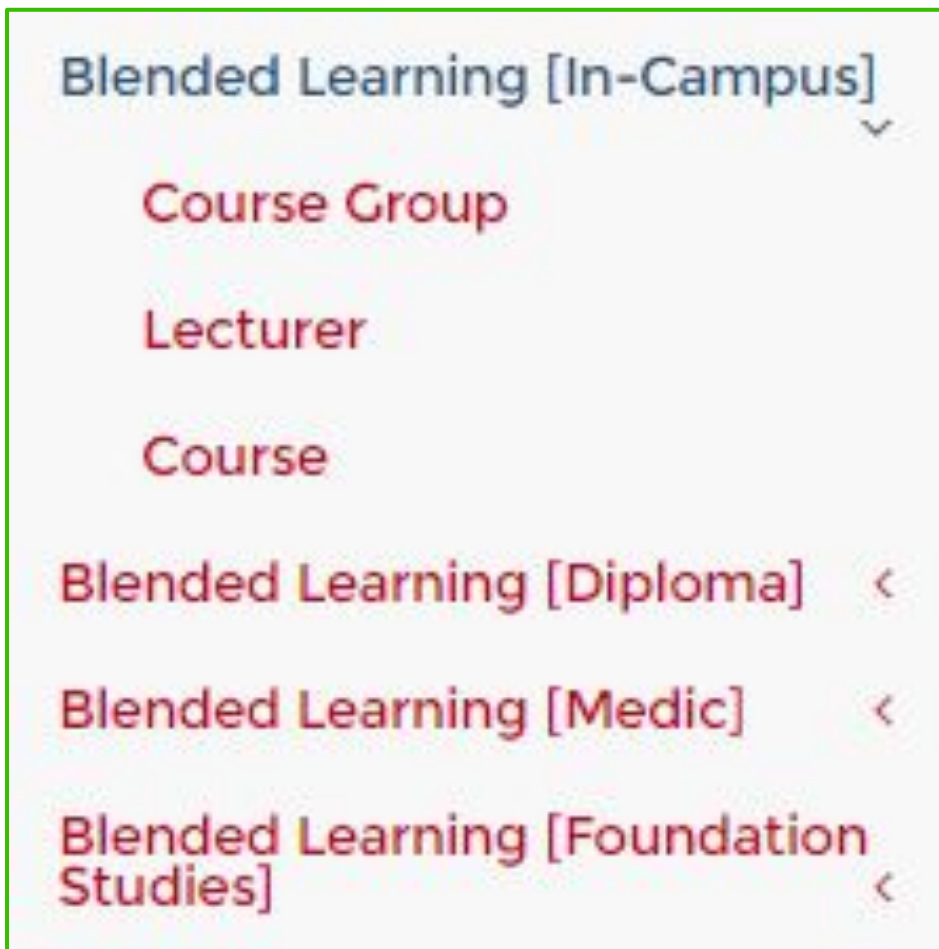 Blended Learning [In-Campus]
Course Group
Lecturer
Course
Blended Learning [Diploma]
Blended Learning [Medic]
Blended Learning [Foundation
Studies]